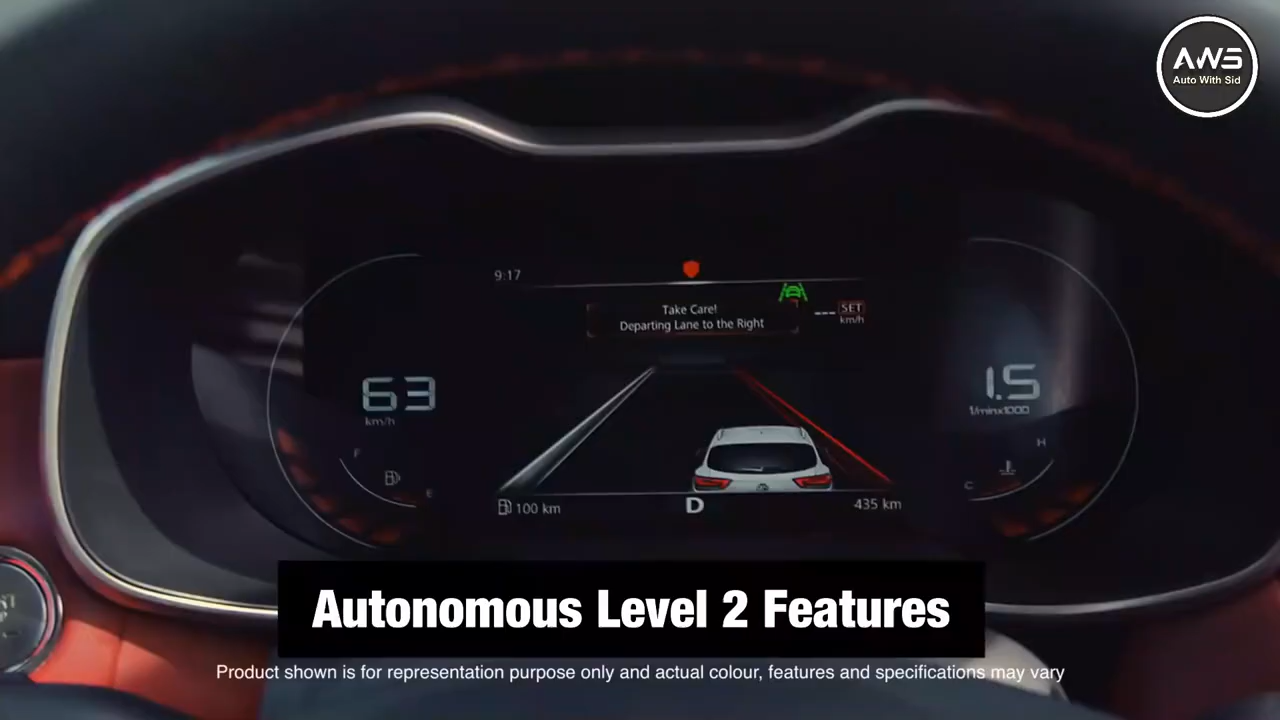 AWS
Auto With Sid
9:17
Take Care!
Departing Lane to the Right
--- SET
km/h
63
km/h
1.5
1/minx1000
F
E
H
C
100 km
D
435 km
Autonomous Level 2 Features
Product shown is for representation purpose only and actual colour, features and specifications may vary